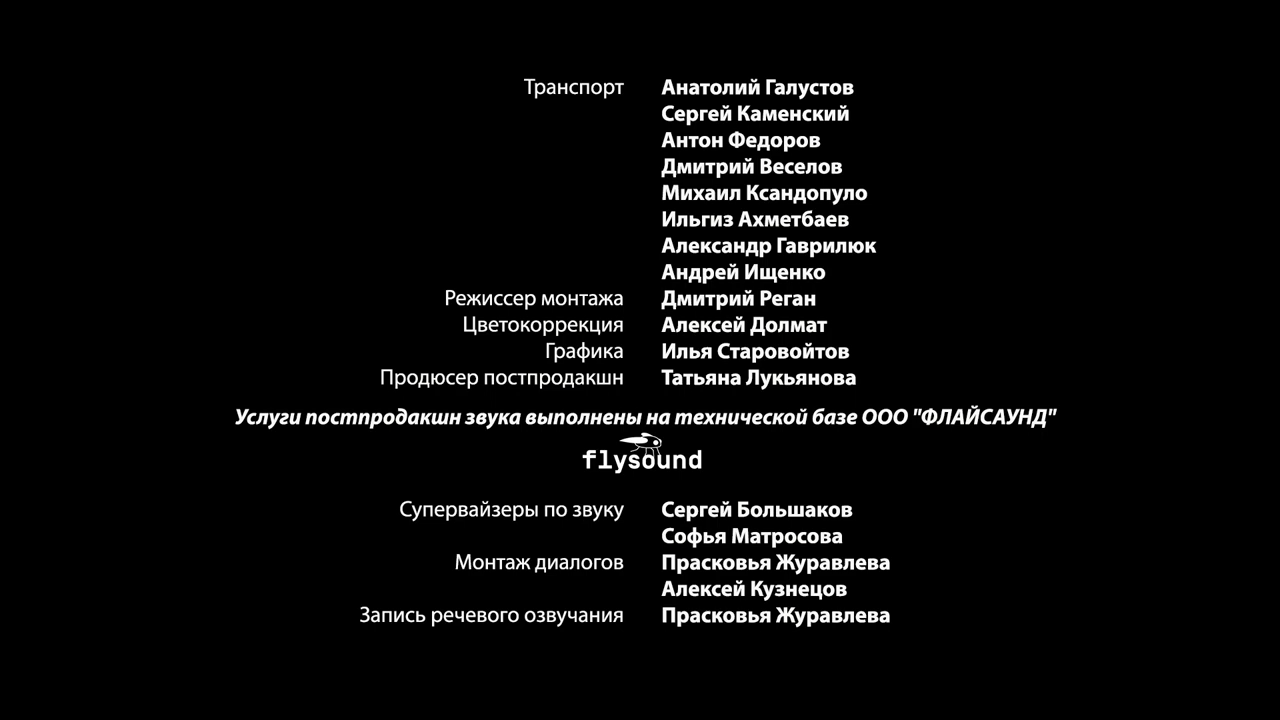 Транспорт Анатолий Галустов
Сергей Каменский
Антон Федоров
Дмитрий Веселов
Михаил Ксандопуло
Ильгиз Ахметбаев
Александр Гаврилюк
Андрей Ищенко
Режиссер монтажа Дмитрий Реган
Цветокоррекция Алексей Долмат
Графика Илья Старовойтов
Продюсер постпродакшн Татьяна Лукьянова
Услуги постпродакшн звука выполнены на технической базе ООО "ФЛАЙСАУНД"
flysound
Супервайзеры по звуку Сергей Большаков
Софья Матросова
Монтаж диалогов Прасковья Журавлева
Алексей Кузнецов
Запись речевого озвучания Прасковья Журавлева